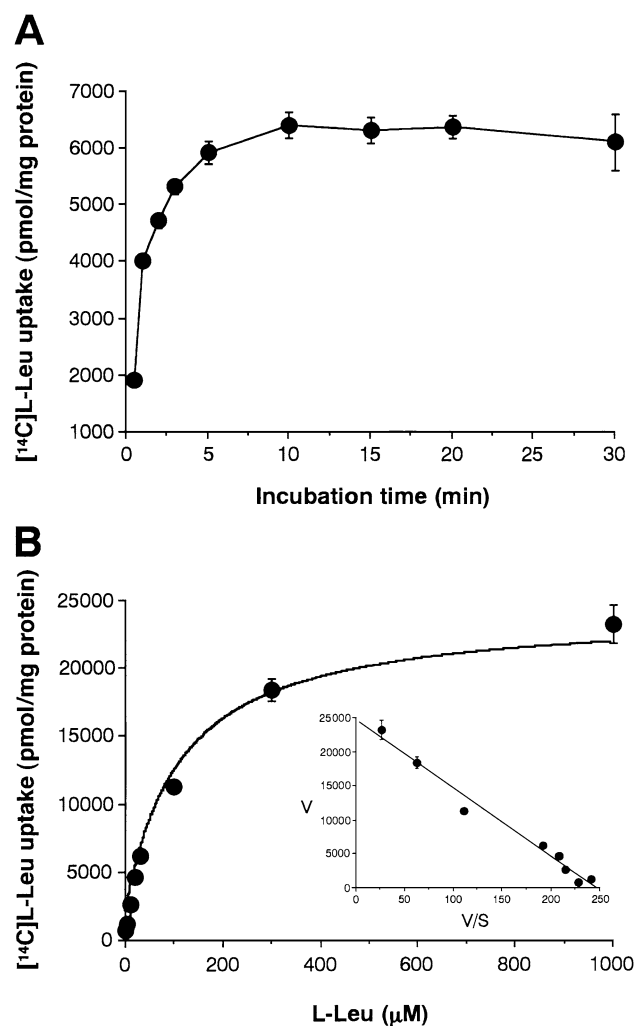 A
[¹⁴C]L-Leu uptake (pmol/mg protein)
7000
6000
5000
4000
3000
2000
1000
0 5 10 15 20 25 30
Incubation time (min)
B
[¹⁴C]L-Leu uptake (pmol/mg protein)
25000
20000
15000
10000
5000
0
0 200 400 600 800 1000
L-Leu (μM)
V
25000
20000
15000
10000
5000
0
0 50 100 150 200 250
V/S